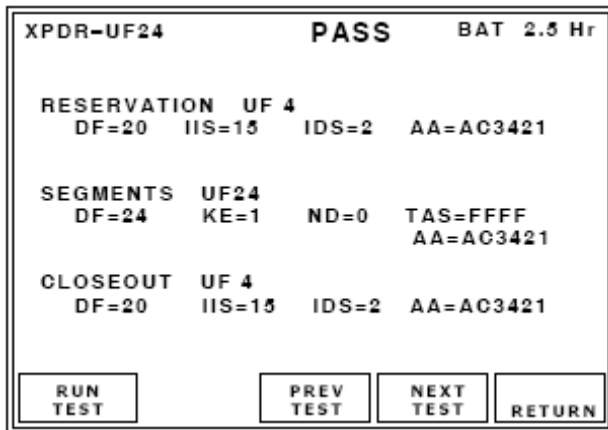 XPDR-UF24 PASS BAT 2.5 Hr
RESERVATION UF 4
DF=20 IIS=15 IDS=2 AA=AC3421
SEGMENTS UF24
DF=24 KE=1 ND=0 TAS=FFFF
AA=AC3421
CLOSEOUT UF 4
DF=20 IIS=15 IDS=2 AA=AC3421
RUN TEST PREV TEST NEXT TEST RETURN